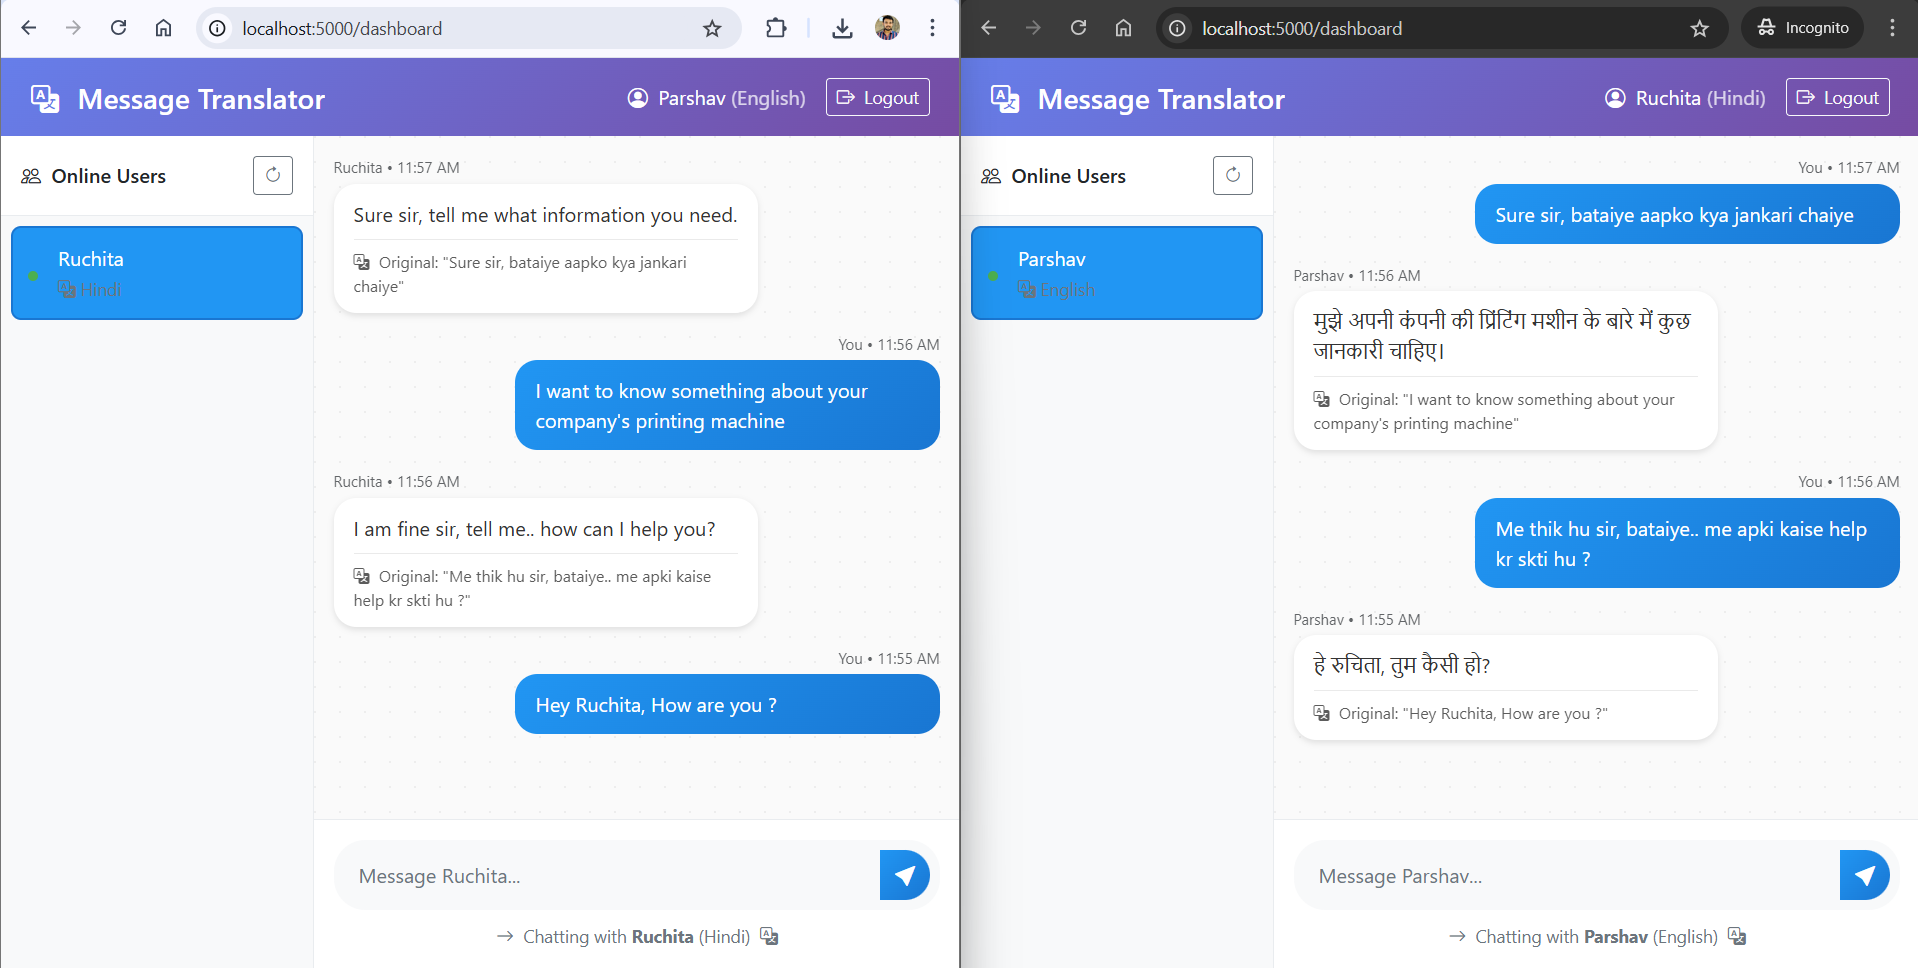 localhost:5000/dashboard
Message Translator
Parshav (English)
Logout
Online Users
Ruchita
Hindi
Ruchita • 11:57 AM
Sure sir, tell me what information you need.
Original: "Sure sir, bataiye aapko kya jankari
chaiye"
You • 11:56 AM
I want to know something about your
company's printing machine
Ruchita • 11:56 AM
I am fine sir, tell me.. how can I help you?
Original: "Me thik hu sir, bataiye.. me apki kaise
help kr skti hu ?"
You • 11:55 AM
Hey Ruchita, How are you ?
Message Ruchita...
Chatting with Ruchita (Hindi)
localhost:5000/dashboard
Incognito
Message Translator
Ruchita (Hindi)
Logout
Online Users
Parshav
English
You • 11:57 AM
Sure sir, bataiye aapko kya jankari chaiye
Parshav • 11:56 AM
मुझे अपनी कंपनी की प्रिंटिंग मशीन के बारे में कुछ
जानकारी चाहिए।
Original: "I want to know something about your
company's printing machine"
You • 11:56 AM
Me thik hu sir, bataiye.. me apki kaise help
kr skti hu ?
Parshav • 11:55 AM
हे रुचिता, तुम कैसी हो?
Original: "Hey Ruchita, How are you ?"
Message Parshav...
Chatting with Parshav (English)